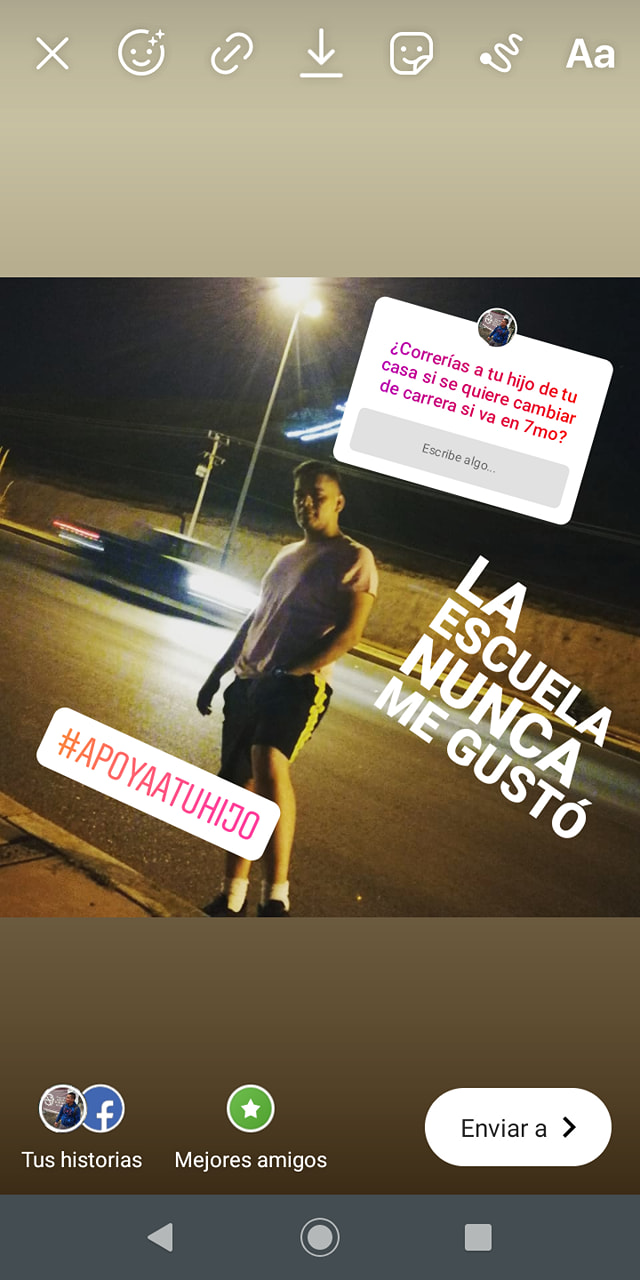 Aa
¿Correrías a tu hijo de tu
casa si se quiere cambiar
de carrera si va en 7mo?
Escribe algo...
LA
ESCUELA
NUNCA
ME GUSTÓ
#APOYAATUHIJO
Tus historias
Mejores amigos
Enviar a